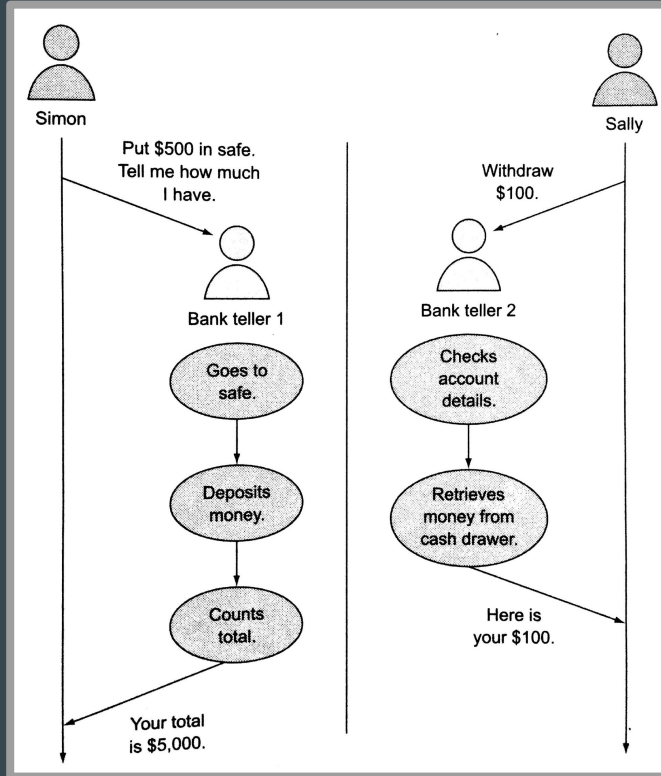 Simon
Put $500 in safe.
Tell me how much
I have.
Bank teller 1
Goes to
safe.
Deposits
money.
Counts
total.
Your total
is $5,000.
Sally
Withdraw
$100.
Bank teller 2
Checks
account
details.
Retrieves
money from
cash drawer.
Here is
your $100.